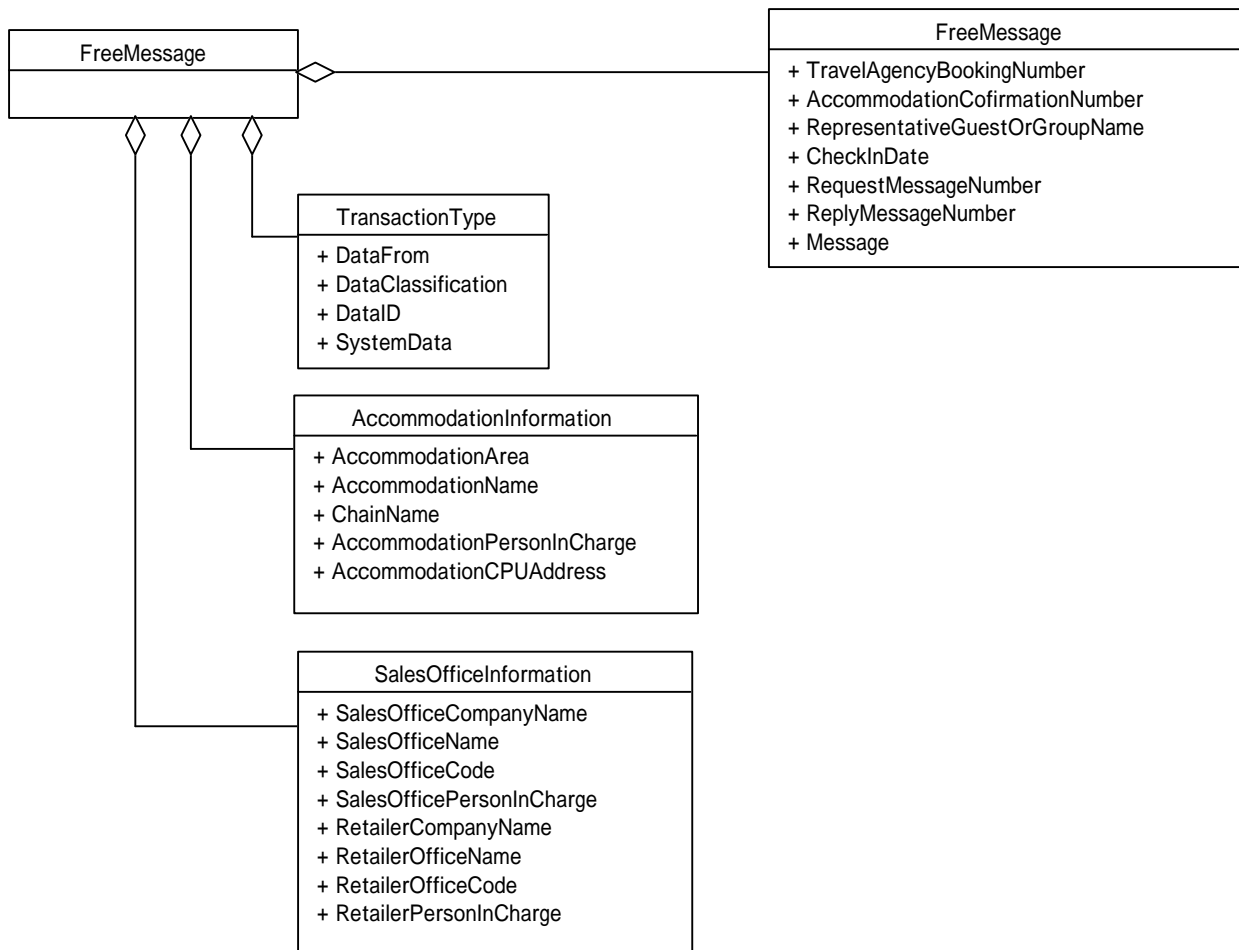 FreeMessage
FreeMessage
+ TravelAgencyBookingNumber
+ AccommodationCofirmationNumber
+ RepresentativeGuestOrGroupName
+ CheckInDate
+ RequestMessageNumber
+ ReplyMessageNumber
+ Message
TransactionType
+ DataFrom
+ DataClassification
+ DataID
+ SystemData
AccommodationInformation
+ AccommodationArea
+ AccommodationName
+ ChainName
+ AccommodationPersonInCharge
+ AccommodationCPUAddress
SalesOfficeInformation
+ SalesOfficeCompanyName
+ SalesOfficeName
+ SalesOfficeCode
+ SalesOfficePersonInCharge
+ RetailerCompanyName
+ RetailerOfficeName
+ RetailerOfficeCode
+ RetailerPersonInCharge